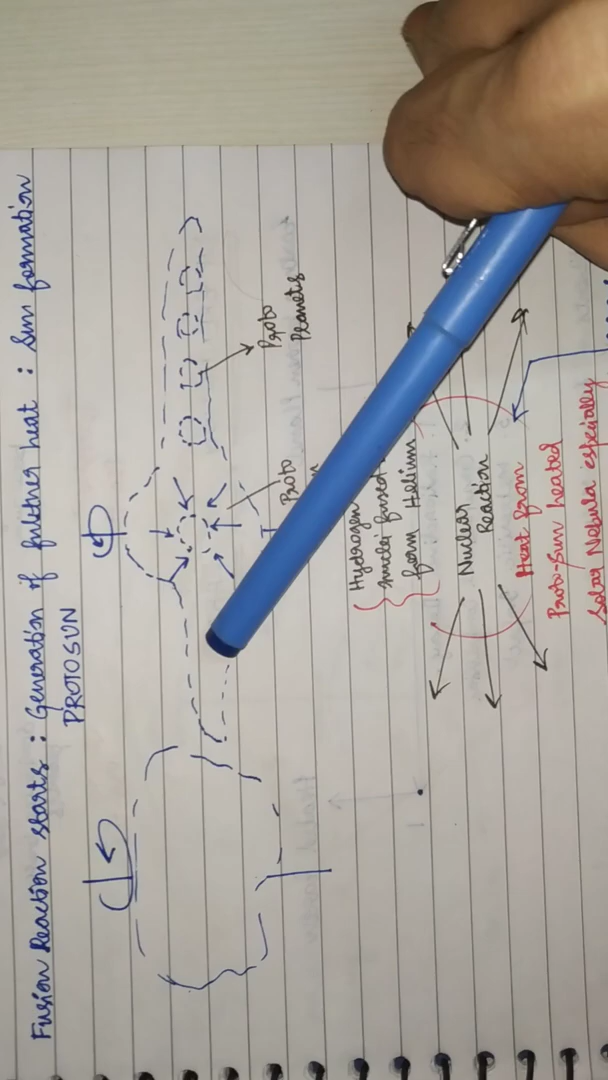 Fusion Reaction starts : Generation of further heat : Sun formation
PROTOSUN
Proto
Planets
Proto
Hydrogen
nuclei fused
form Helium
Nuclear
Reaction
Heat from
Proto-Sun heated
Solar Nebula especially